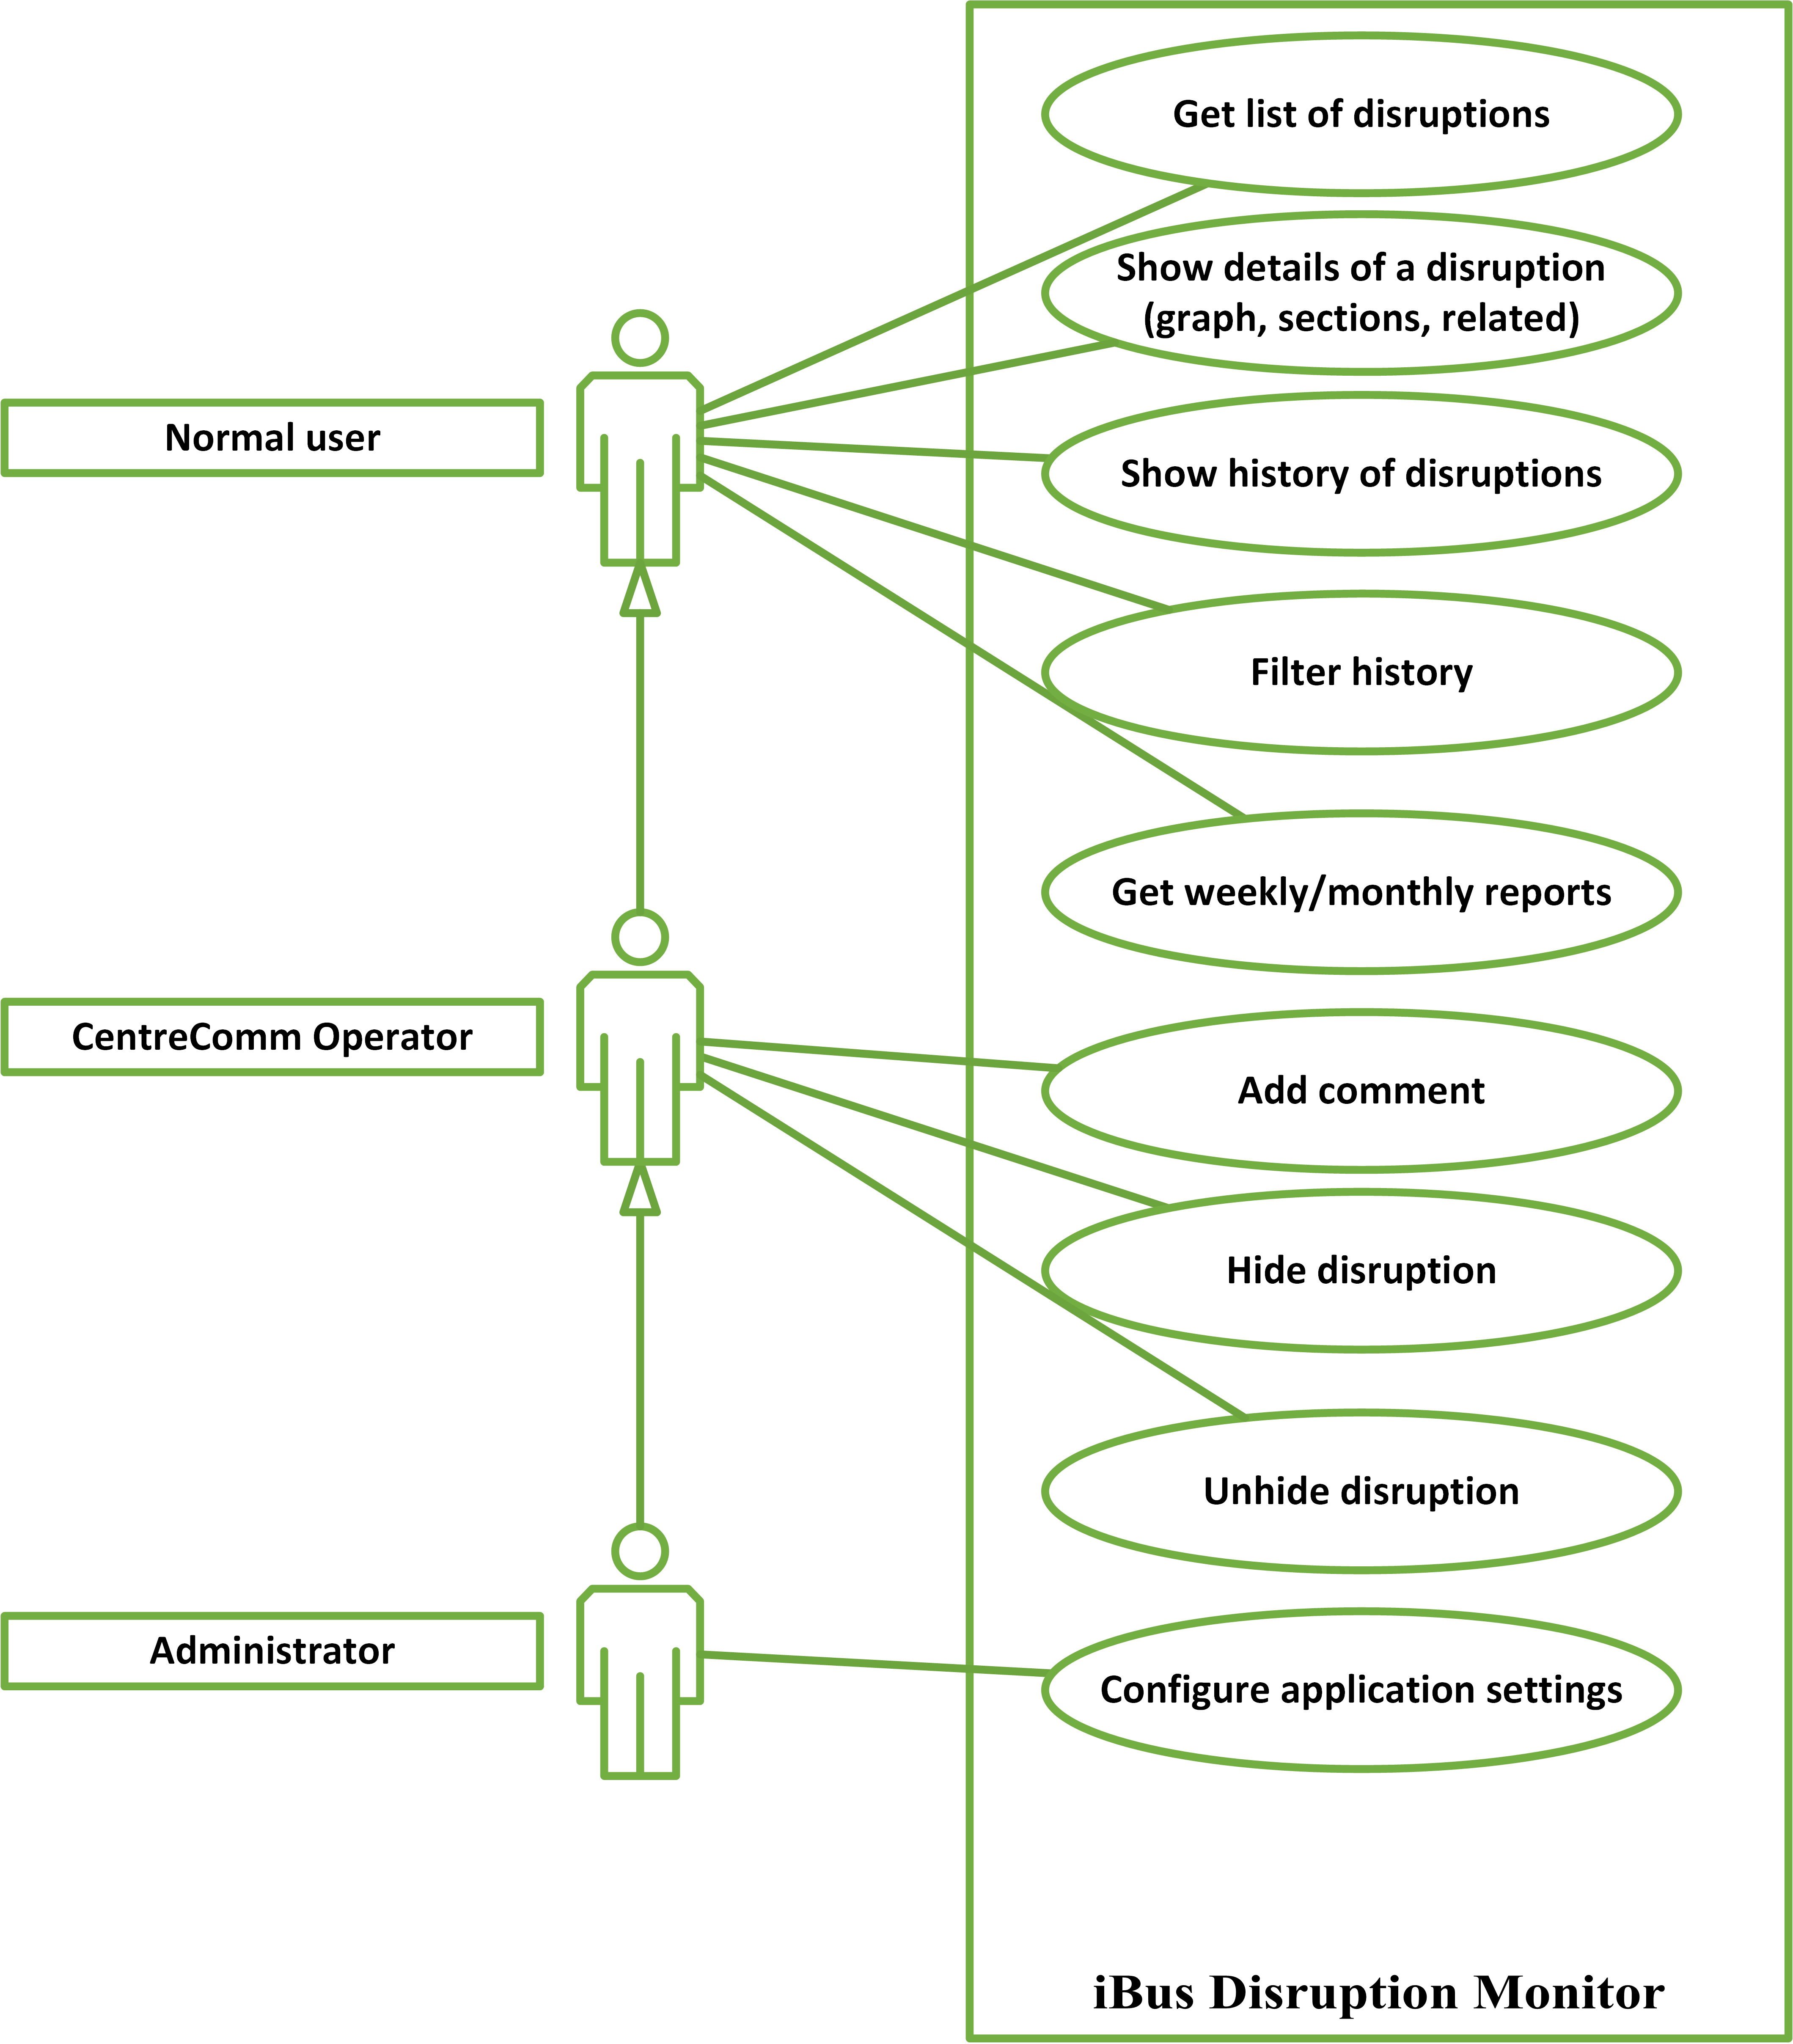 Get list of disruptions
Show details of a disruption
(graph, sections, related)
Normal user
Show history of disruptions
Filter history
Get weekly/monthly reports
CentreComm Operator
Add comment
Hide disruption
Unhide disruption
Administrator
Configure application settings
iBus Disruption Monitor